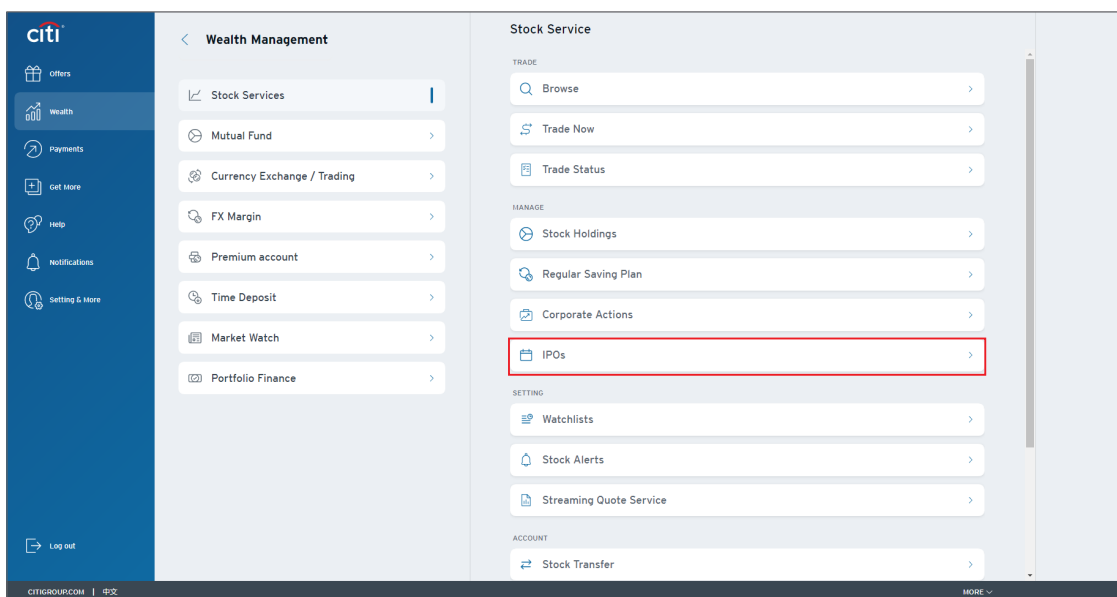 citi
Offers
Wealth
Payments
Get More
Help
Notifications
Setting & More
Log out
Wealth Management
Stock Services
Mutual Fund
Currency Exchange / Trading
FX Margin
Premium account
Time Deposit
Market Watch
Portfolio Finance
Stock Service
TRADE
Browse
Trade Now
Trade Status
MANAGE
Stock Holdings
Regular Saving Plan
Corporate Actions
IPOs
SETTING
Watchlists
Stock Alerts
Streaming Quote Service
ACCOUNT
Stock Transfer
CITIGROUP.COM | 中文
MORE